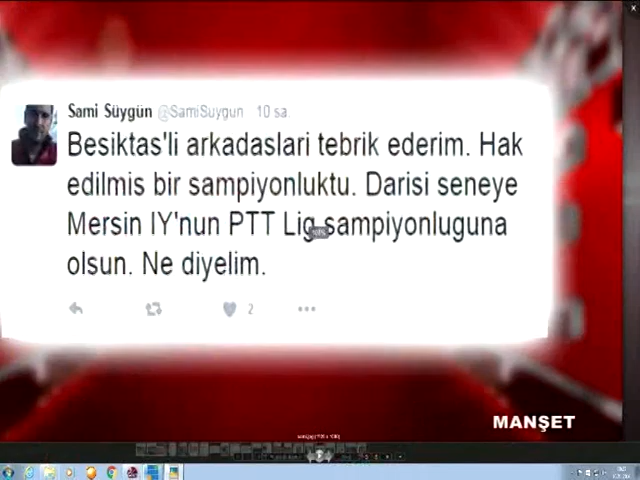 Sami Süygün @SamiSuygun 10 sa.
Besiktas'li arkadaslari tebrik ederim. Hak
edilmis bir sampiyonluktu. Darisi seneye
Mersin IY'nun PTT Lig sampiyonluguna
olsun. Ne diyelim.
2
MANŞET